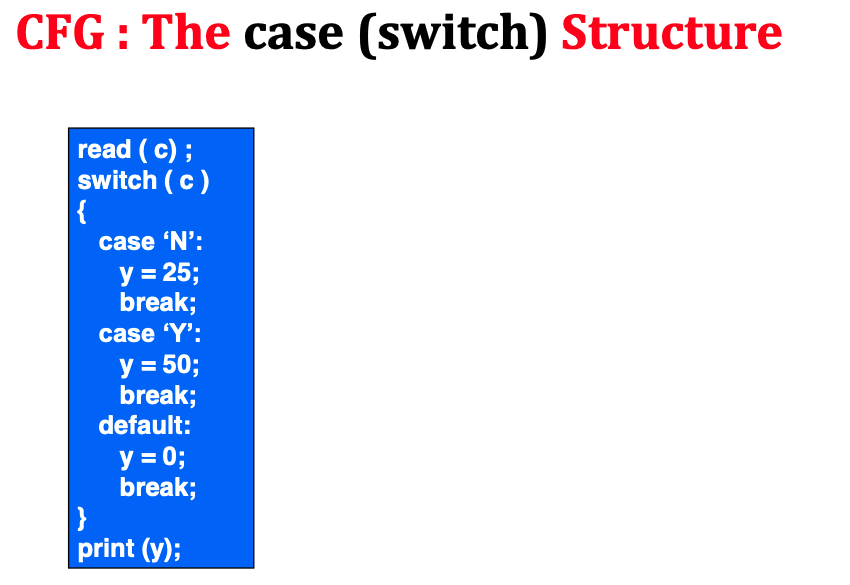 CFG : The case (switch) Structure
read ( c) ;
switch ( c )
{
case ‘N’:
y = 25;
break;
case ‘Y’:
y = 50;
break;
default:
y = 0;
break;
}
print (y);